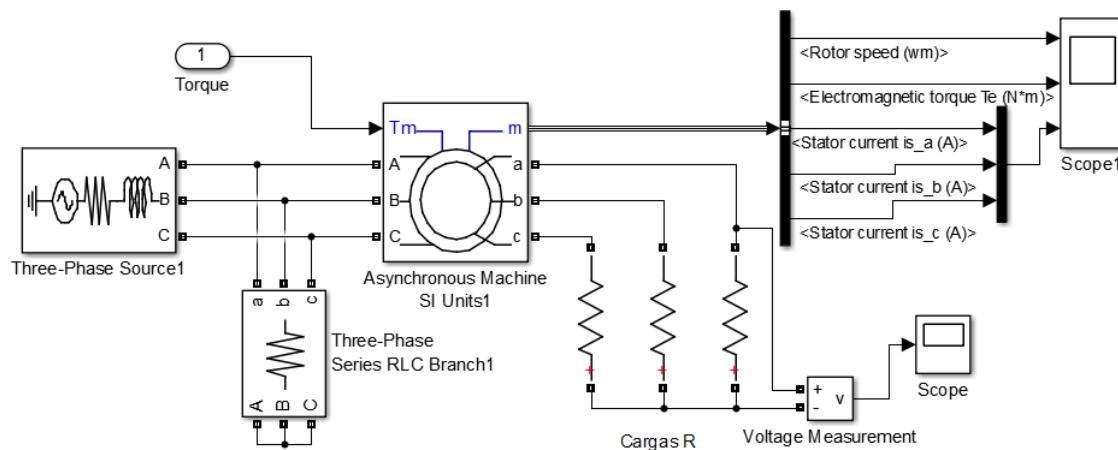 1
Torque
<Rotor speed (wm)>
<Electromagnetic torque Te (N*m)>
<Stator current is_a (A)>
<Stator current is_b (A)>
<Stator current is_c (A)>
Scope1
Tm
m
A
B
C
a
b
c
Asynchronous Machine
SI Units1
A
B
C
Three-Phase Source1
a
b
c
A
B
C
Three-Phase
Series RLC Branch1
+
+
+
Cargas R
+
-
v
Voltage Measurement
Scope